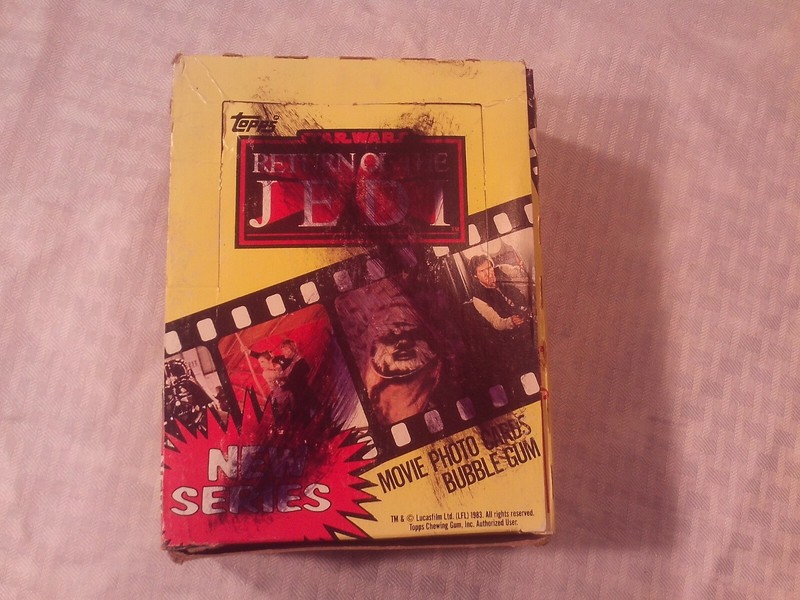 topps
STAR WARS
RETURN OF THE
JEDI
TM
NEW
SERIES
MOVIE PHOTO CARDS
BUBBLE GUM
TM & © Lucasfilm Ltd. (LFL) 1983. All rights reserved.
Topps Chewing Gum, Inc. Authorized User.